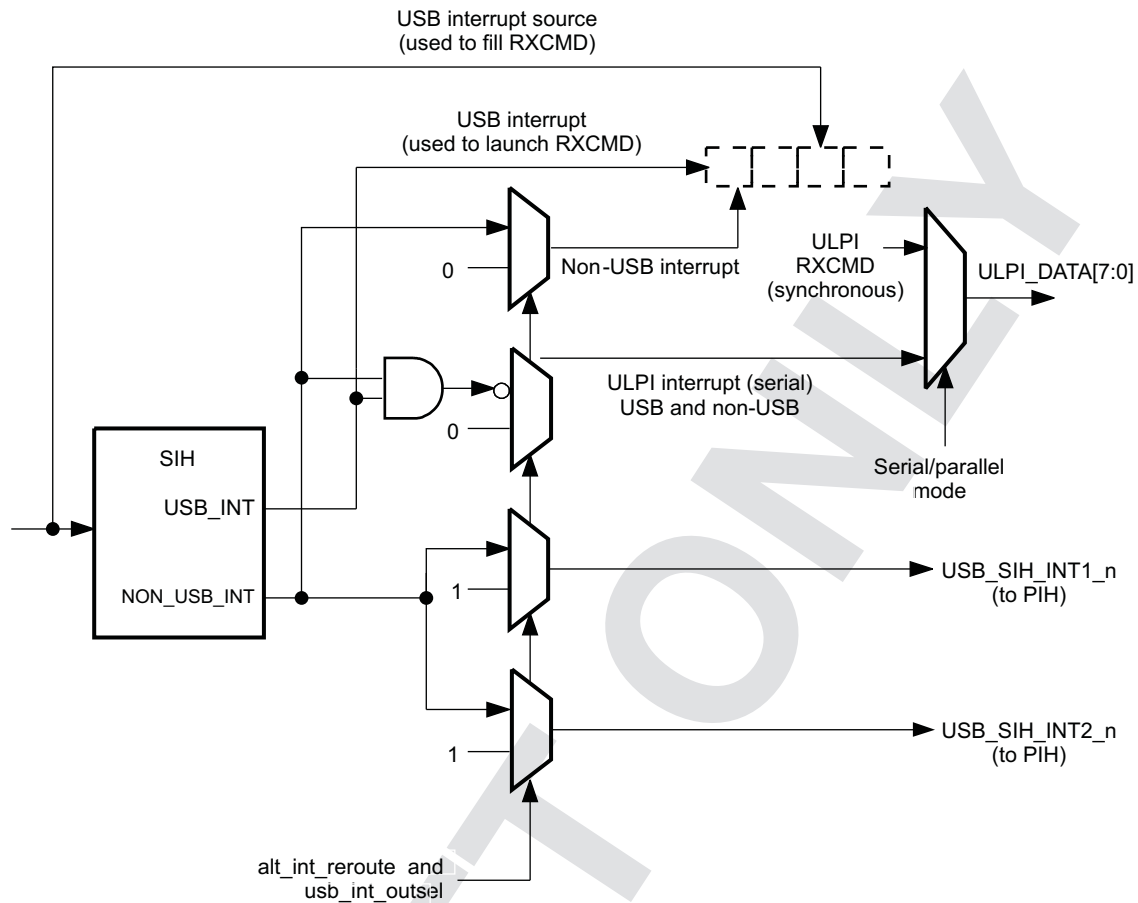 USB interrupt source
(used to fill RXCMD)
USB interrupt
(used to launch RXCMD)
0
Non-USB interrupt
ULPI
RXCMD
(synchronous)
ULPI_DATA[7:0]
ULPI interrupt (serial)
USB and non-USB
0
Serial/parallel
mode
SIH
USB_INT
NON_USB_INT
1
USB_SIH_INT1_n
(to PIH)
1
USB_SIH_INT2_n
(to PIH)
alt_int_reroute and
usb_int_outsel
T ONLY